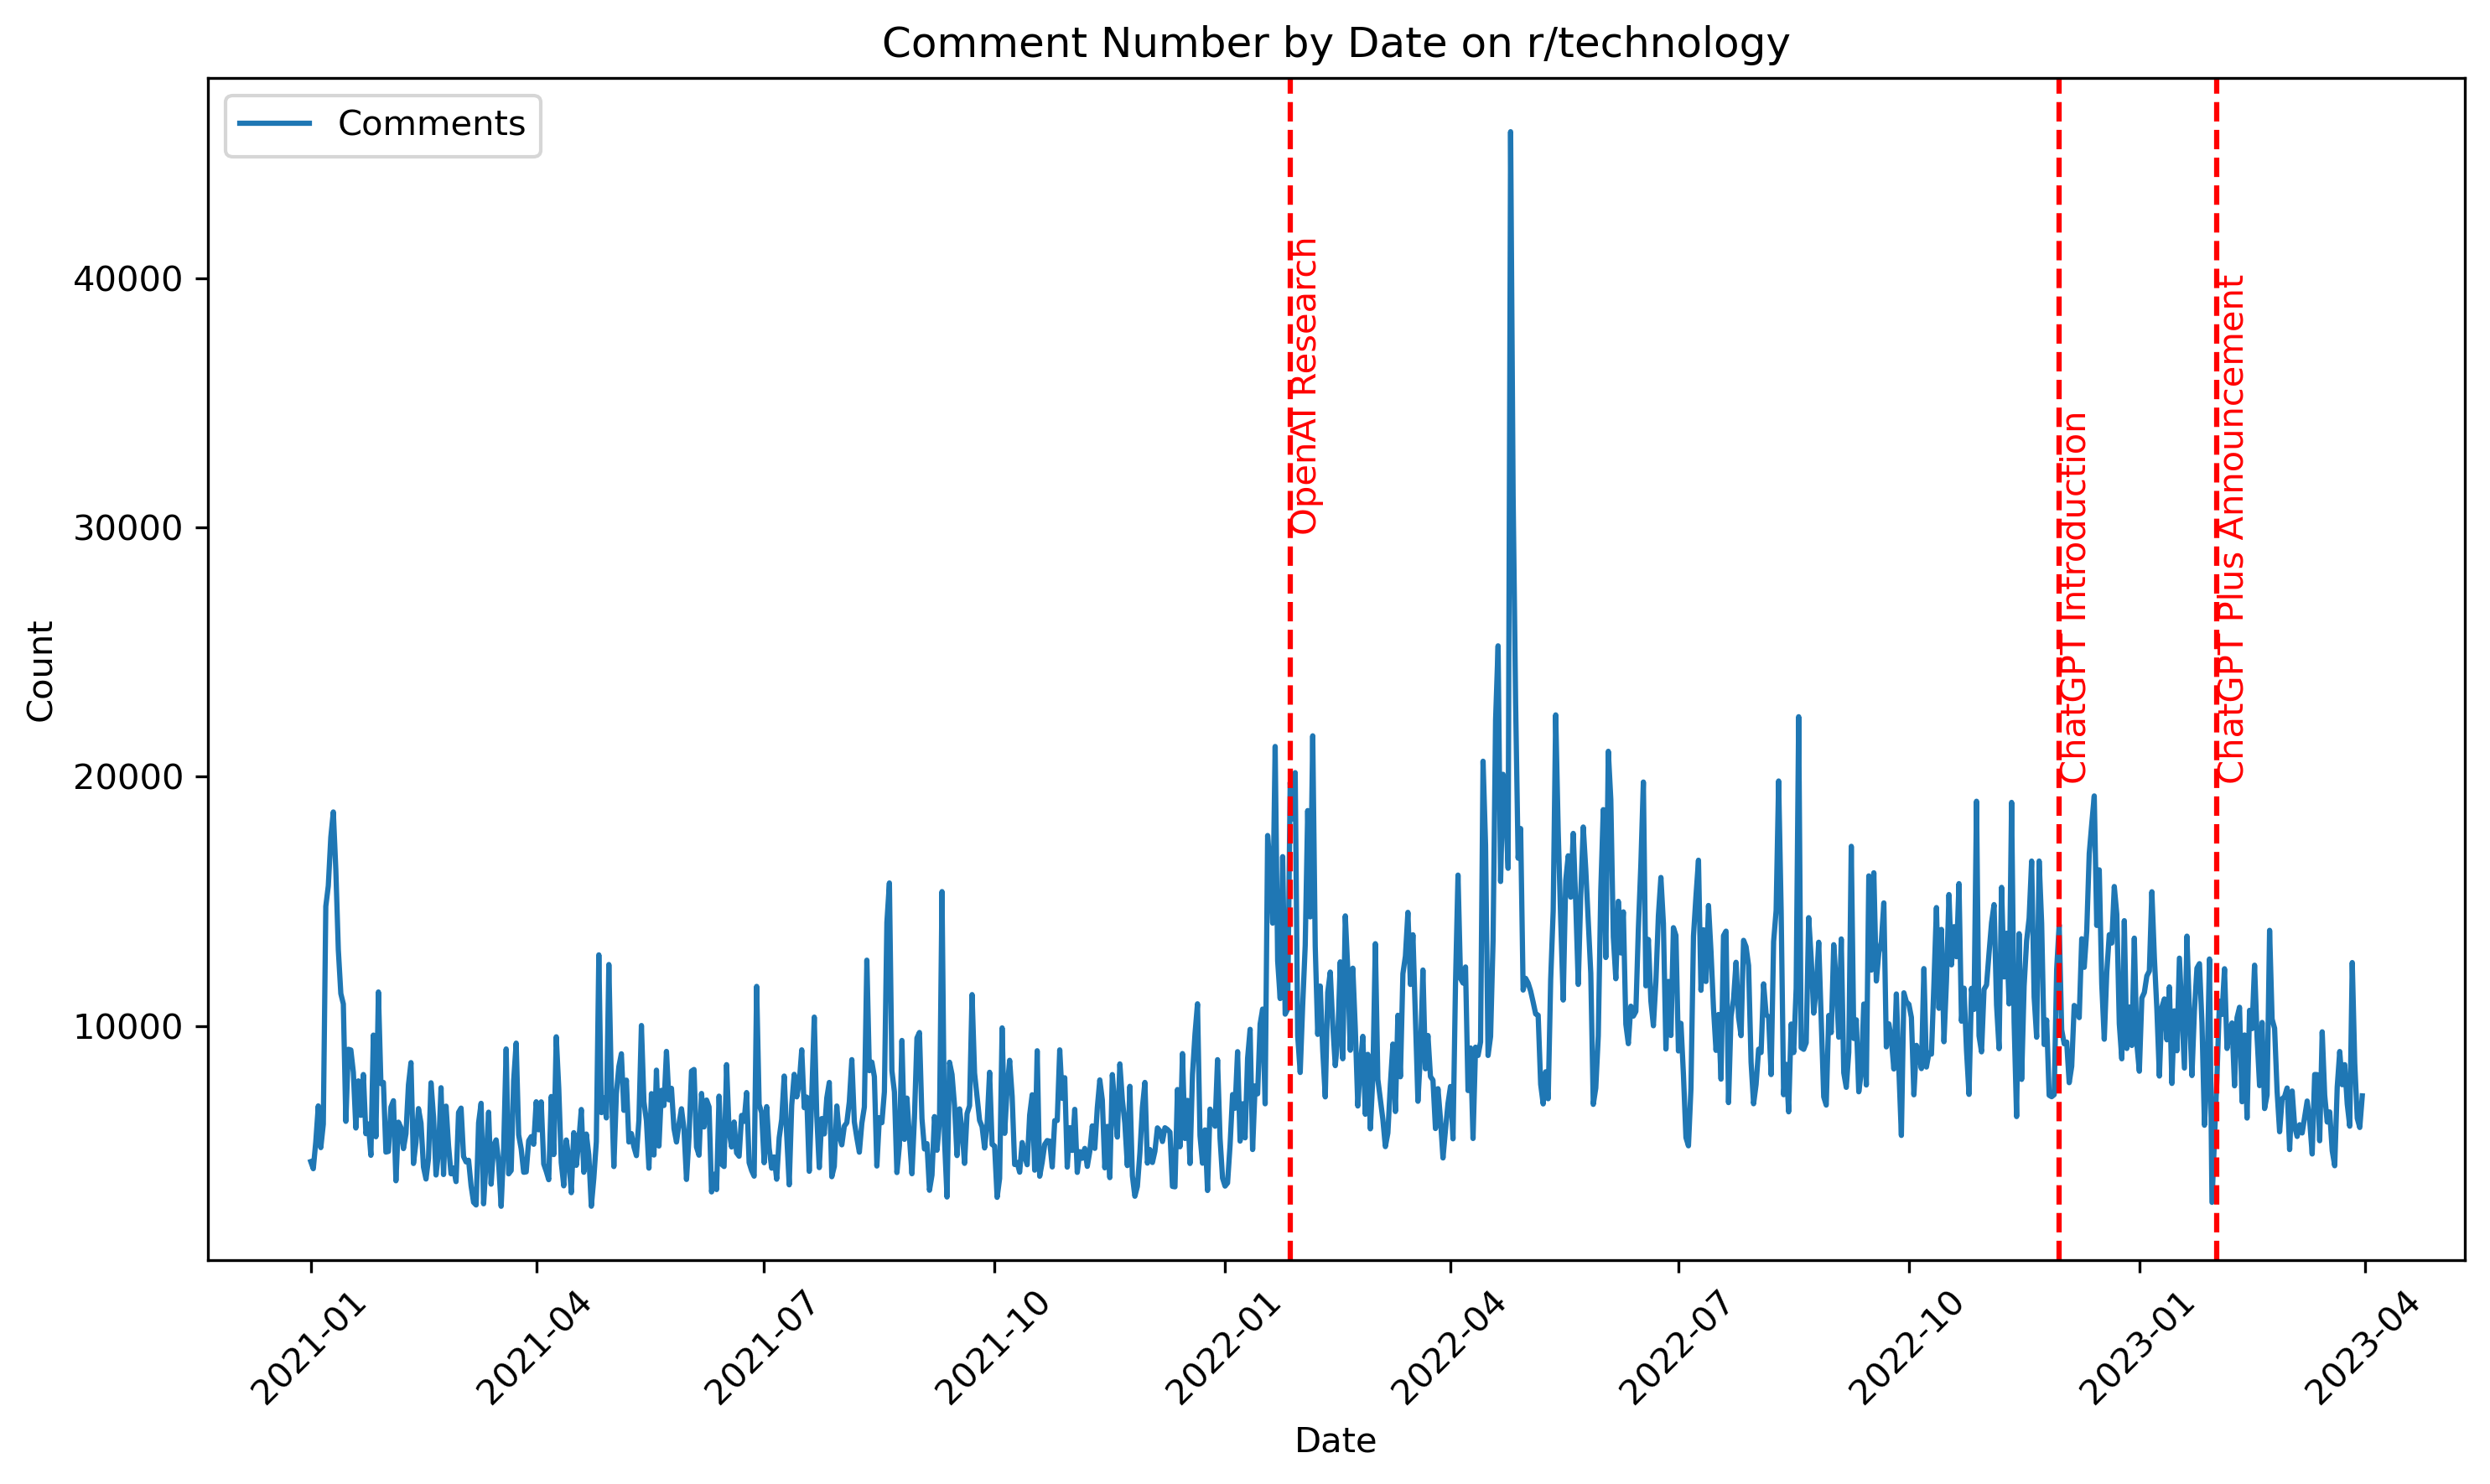 Comment Number by Date on r/technology
Comments
40000
30000
20000
10000
Count
OpenAI Research
ChatGPT Introduction
ChatGPT Plus Announcement
2021-01
2021-04
2021-07
2021-10
2022-01
2022-04
2022-07
2022-10
2023-01
2023-04
Date